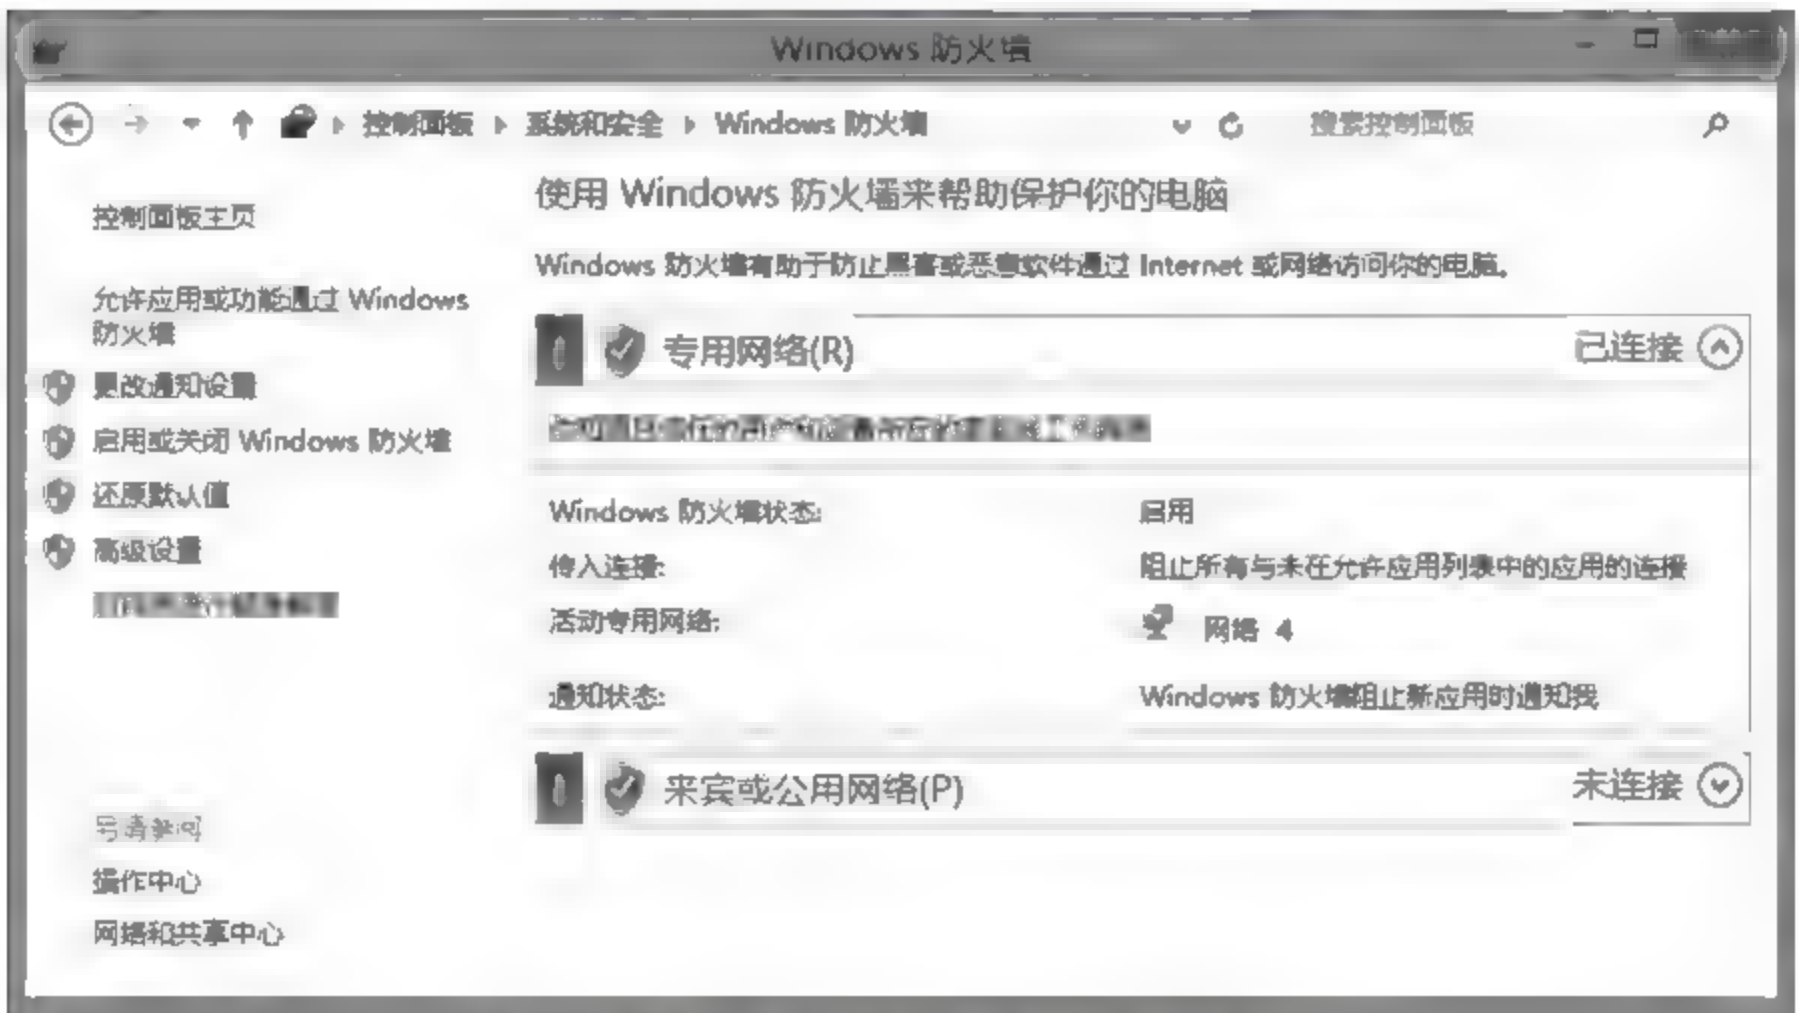 Windows 防火墙
控制面板 系统和安全 Windows 防火墙
搜索控制面板
控制面板主页
允许应用或功能通过 Windows
防火墙
更改通知设置
启用或关闭 Windows 防火墙
还原默认值
高级设置
另请参阅
操作中心
网络和共享中心
使用 Windows 防火墙来帮助保护你的电脑
Windows 防火墙有助于防止黑客或恶意软件通过 Internet 或网络访问你的电脑。
专用网络(R) 已连接
Windows 防火墙状态: 启用
传入连接: 阻止所有与未在允许应用列表中的应用的连接
活动专用网络: 网络 4
通知状态: Windows 防火墙阻止新应用时通知我
来宾或公用网络(P) 未连接